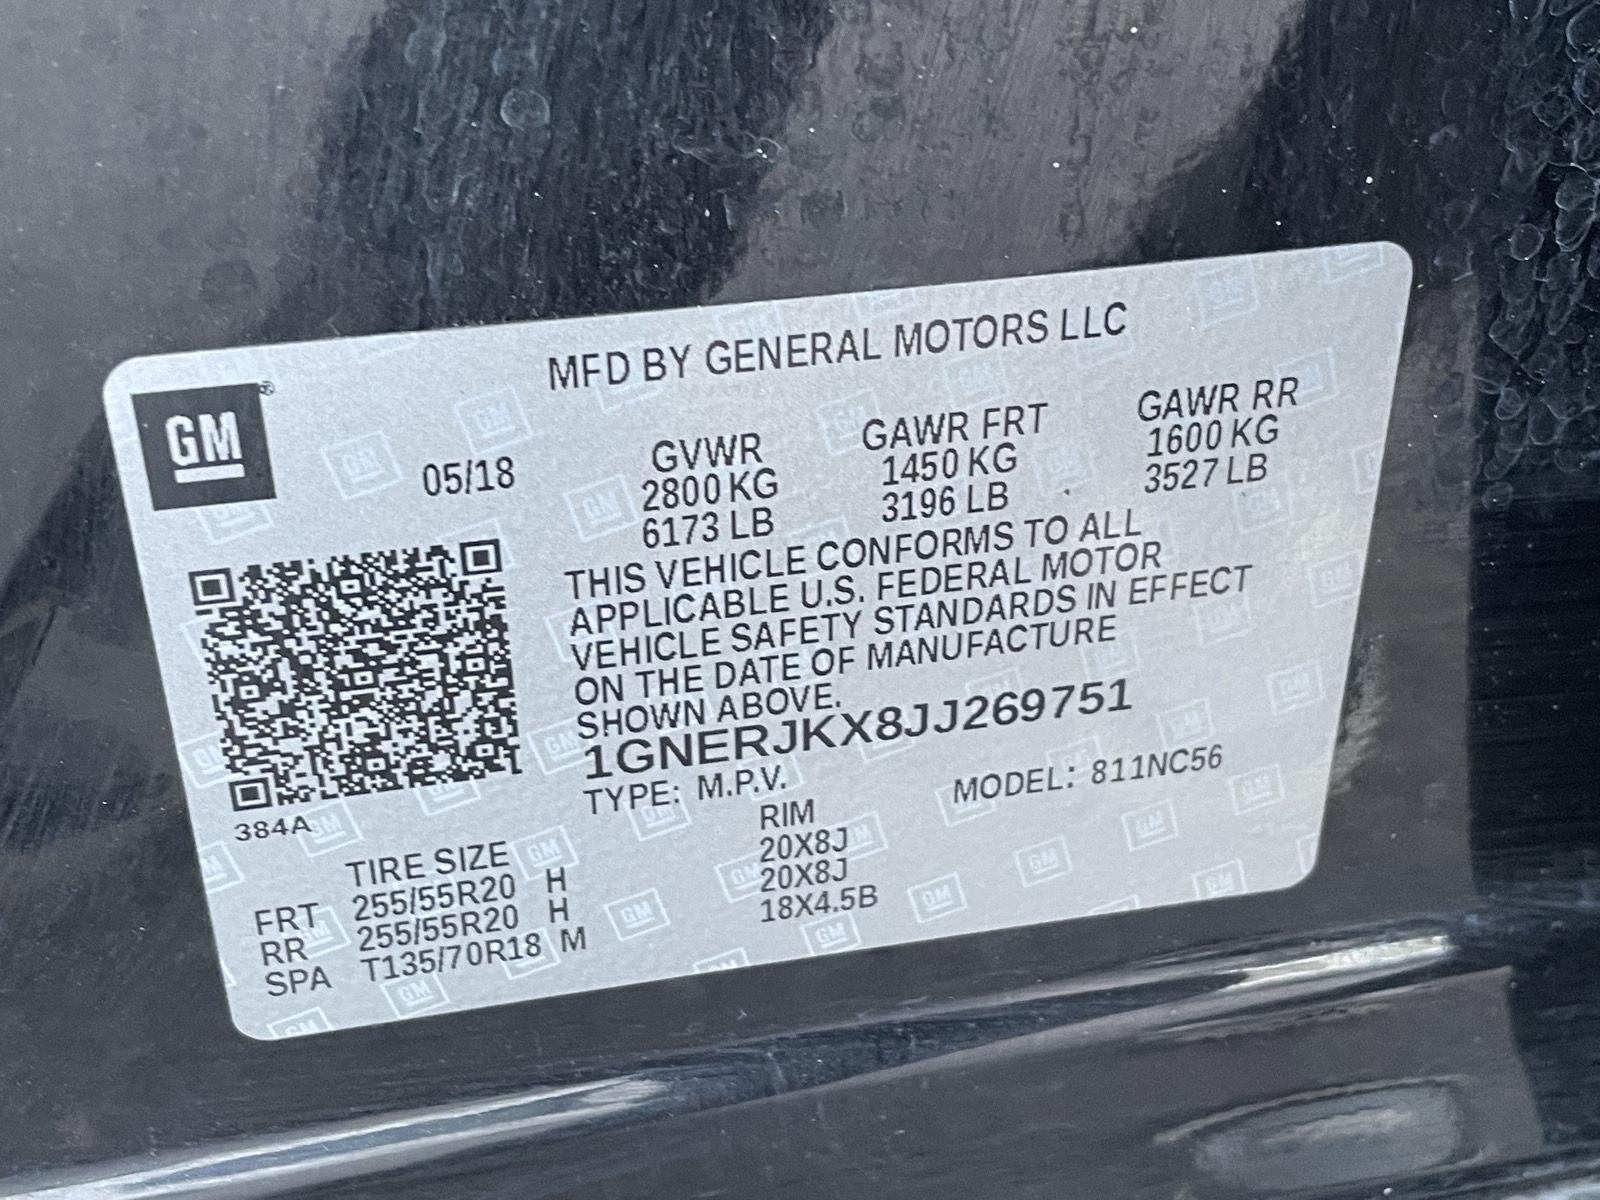 MFD BY GENERAL MOTORS LLC
GM ®
05/18
GVWR GAWR FRT GAWR RR
2800 KG 1450 KG 1600 KG
6173 LB 3196 LB 3527 LB
THIS VEHICLE CONFORMS TO ALL
APPLICABLE U.S. FEDERAL MOTOR
VEHICLE SAFETY STANDARDS IN EFFECT
ON THE DATE OF MANUFACTURE
SHOWN ABOVE.
1GNERJKX8JJ269751
TYPE: M.P.V. MODEL: 811NC56
384A
TIRE SIZE RIM
FRT 255/55R20 H 20X8J
RR 255/55R20 H 20X8J
SPA T135/70R18 M 18X4.5B